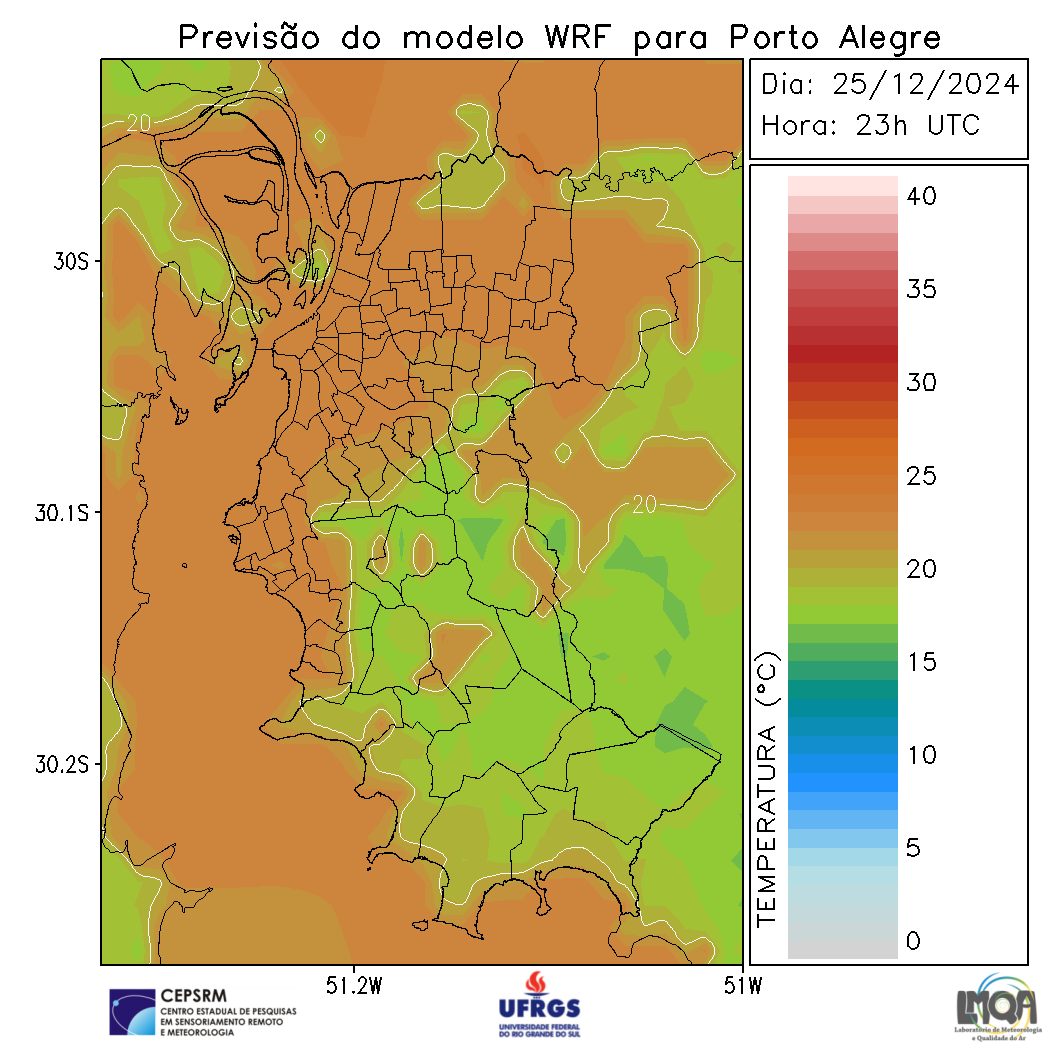 Previsão do modelo WRF para Porto Alegre
Dia: 25/12/2024
Hora: 23h UTC
20
30S
30.1S
30.2S
20
51.2W
51W
TEMPERATURA (°C)
40
35
30
25
20
15
10
5
0
CEPSRM
CENTRO ESTADUAL DE PESQUISAS
EM SENSORIAMENTO REMOTO
E METEOROLOGIA
UFRGS
UNIVERSIDADE FEDERAL
DO RIO GRANDE DO SUL
LMQA
Laboratório de Meteorologia
e Qualidade do Ar